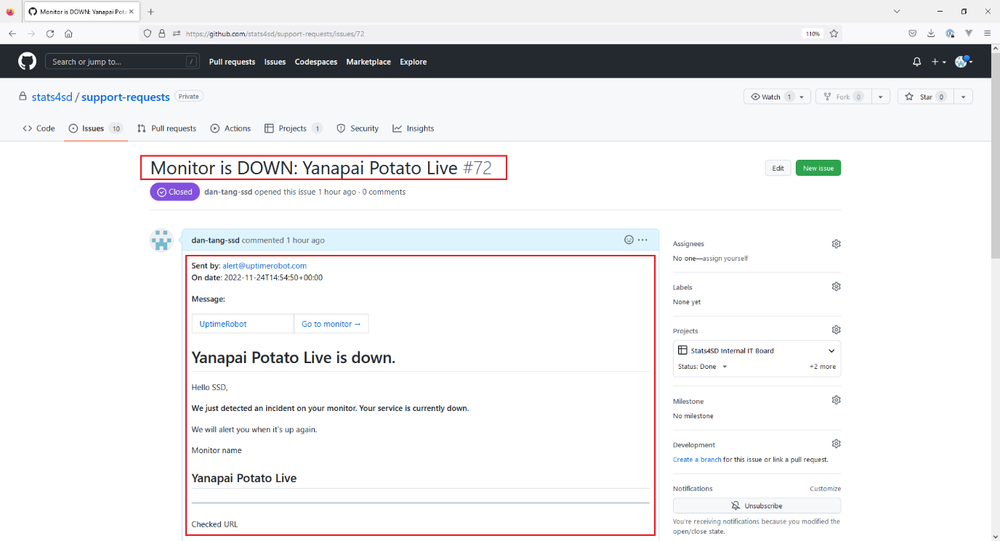 Monitor is DOWN: Yanapai Pot
https://github.com/stats4sd/support-requests/issues/72
110%
Search or jump to...
/
Pull requests Issues Codespaces Marketplace Explore
stats4sd / support-requests Private
Watch 1 Fork 0 Star 0
Code Issues 10 Pull requests Actions Projects 1 Security Insights
Monitor is DOWN: Yanapai Potato Live #72
Edit New issue
Closed dan-tang-ssd opened this issue 1 hour ago · 0 comments
dan-tang-ssd commented 1 hour ago
Sent by: alert@uptimerobot.com
On date: 2022-11-24T14:54:50+00:00
Message:
UptimeRobot Go to monitor →
Yanapai Potato Live is down.
Hello SSD,
We just detected an incident on your monitor. Your service is currently down.
We will alert you when it's up again.
Monitor name
Yanapai Potato Live
Checked URL
Assignees
No one—assign yourself
Labels
None yet
Projects
Stats4SD Internal IT Board
Status: Done +2 more
Milestone
No milestone
Development
Create a branch for this issue or link a pull request.
Notifications Customize
Unsubscribe
You're receiving notifications because you modified the
open/close state.